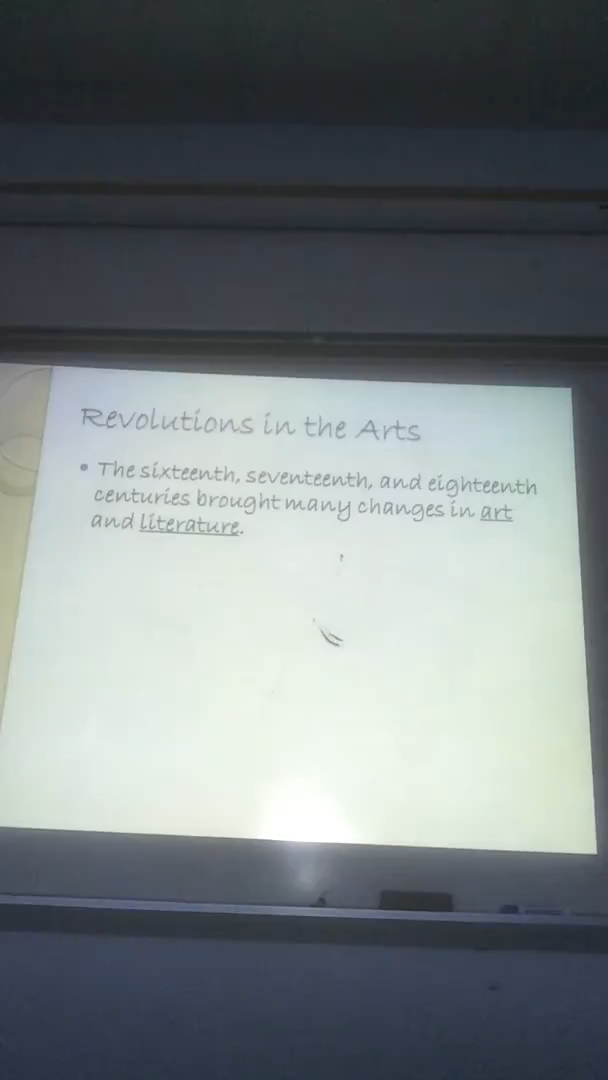 Revolutions in the Arts
• The sixteenth, seventeenth, and eighteenth
centuries brought many changes in art
and literature.